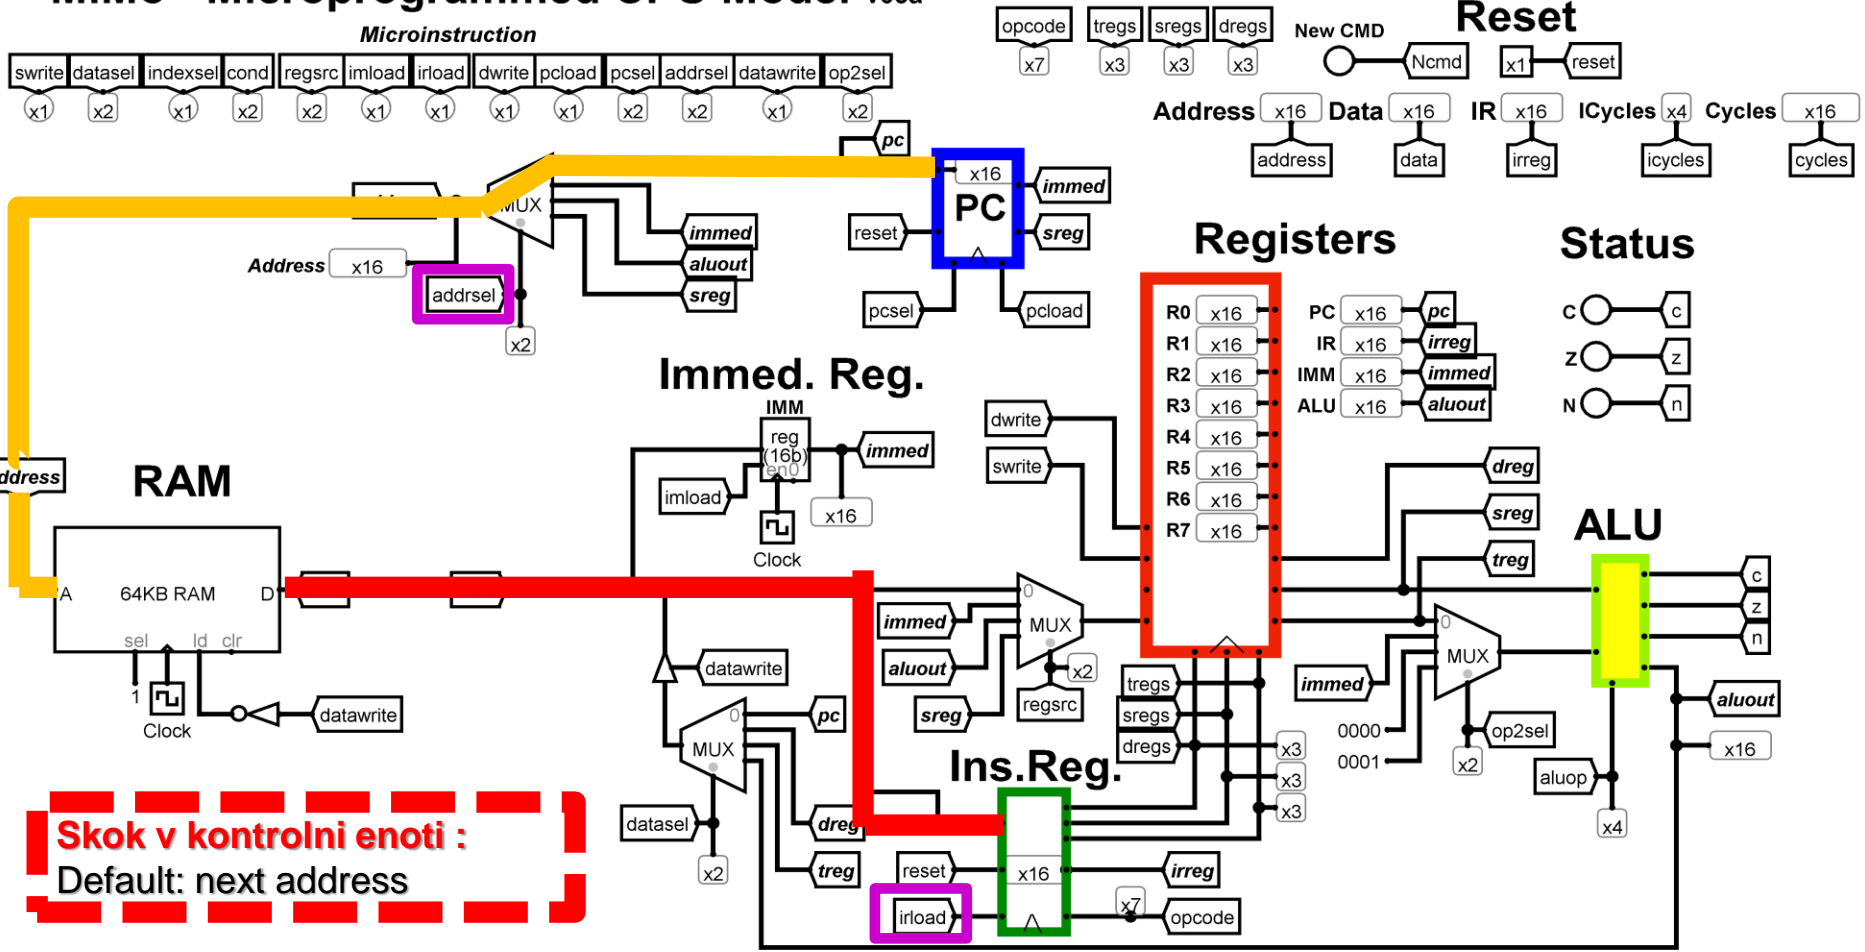 Microinstruction
swrite datasel indexsel cond regsrc imload irload dwrite pcload pcsel addrsel datawrite op2sel
x1 x2 x1 x2 x2 x1 x1 x1 x1 x2 x2 x1 x2
opcode tregs sregs dregs
x7 x3 x3 x3
New CMD
Ncmd
Reset
x1 reset
Address x16 Data x16 IR x16 ICycles x4 Cycles x16
address data irreg icycles cycles
pc
x16
PC
immed
sreg
reset
pcsel
pcload
MUX
immed
aluout
sreg
Address x16
addrsel
x2
Registers
R0 x16
R1 x16
R2 x16
R3 x16
R4 x16
R5 x16
R6 x16
R7 x16
PC x16 pc
IR x16 irreg
IMM x16 immed
ALU x16 aluout
Status
C c
Z z
N n
Immed. Reg.
IMM
reg
(16b)
en0
immed
imload
x16
Clock
dwrite
swrite
dreg
sreg
treg
RAM
64KB RAM
A
D
sel ld clr
1
Clock
datawrite
datawrite
0
MUX
pc
dreg
treg
datasel
x2
0
MUX
immed
aluout
sreg
x2
regsrc
tregs
sregs
dregs
x3
x3
x3
ALU
0
MUX
immed
0000
0001
op2sel
x2
c
z
n
aluout
x16
aluop
x4
Ins.Reg.
reset
x16
irreg
irload
x7
opcode
Skok v kontrolni enoti :
Default: next address